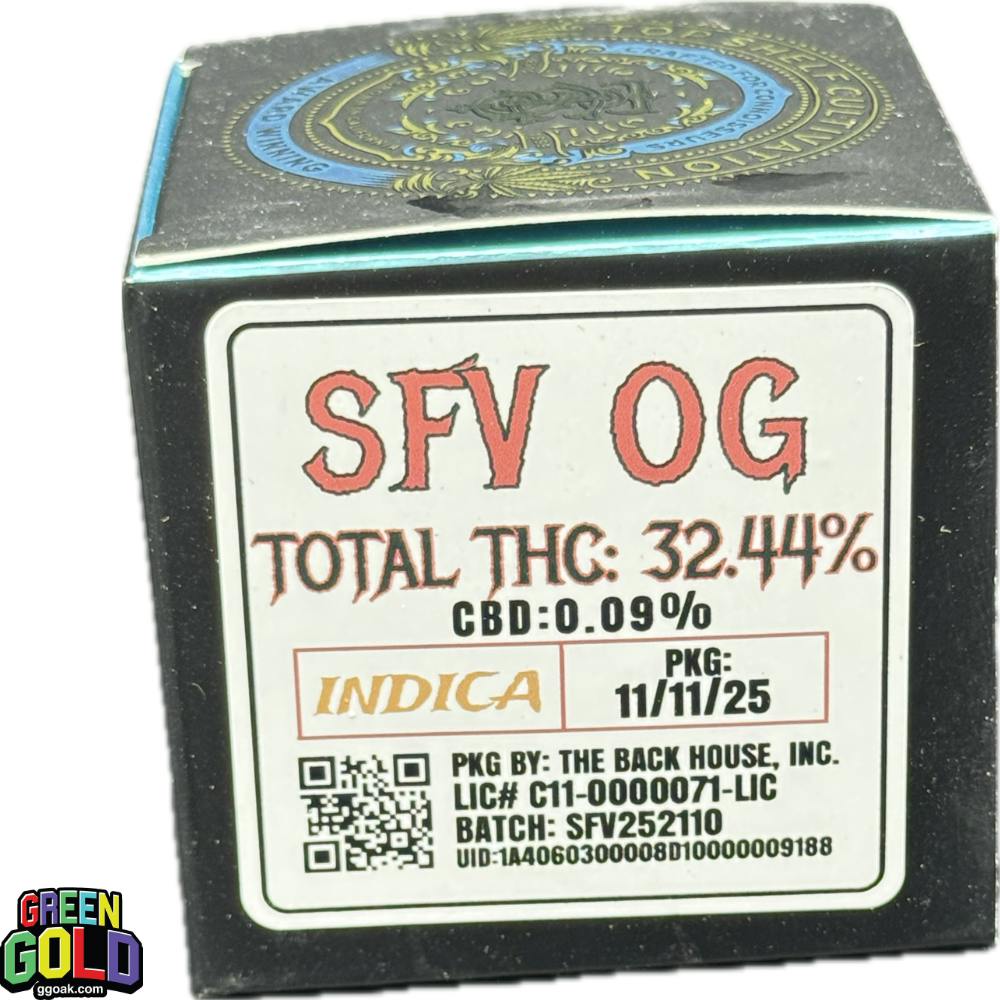 TOP SHELF CULTIVATION
CRAFTED FOR CONNOISSEURS
AWARD WINNING
SFV OG
TOTAL THC: 32.44%
CBD:0.09%
INDICA
PKG:
11/11/25
PKG BY: THE BACK HOUSE, INC.
LIC# C11-0000071-LIC
BATCH: SFV252110
UID:1A4060300008D10000009188
GREEN
GOLD
ggoak.com